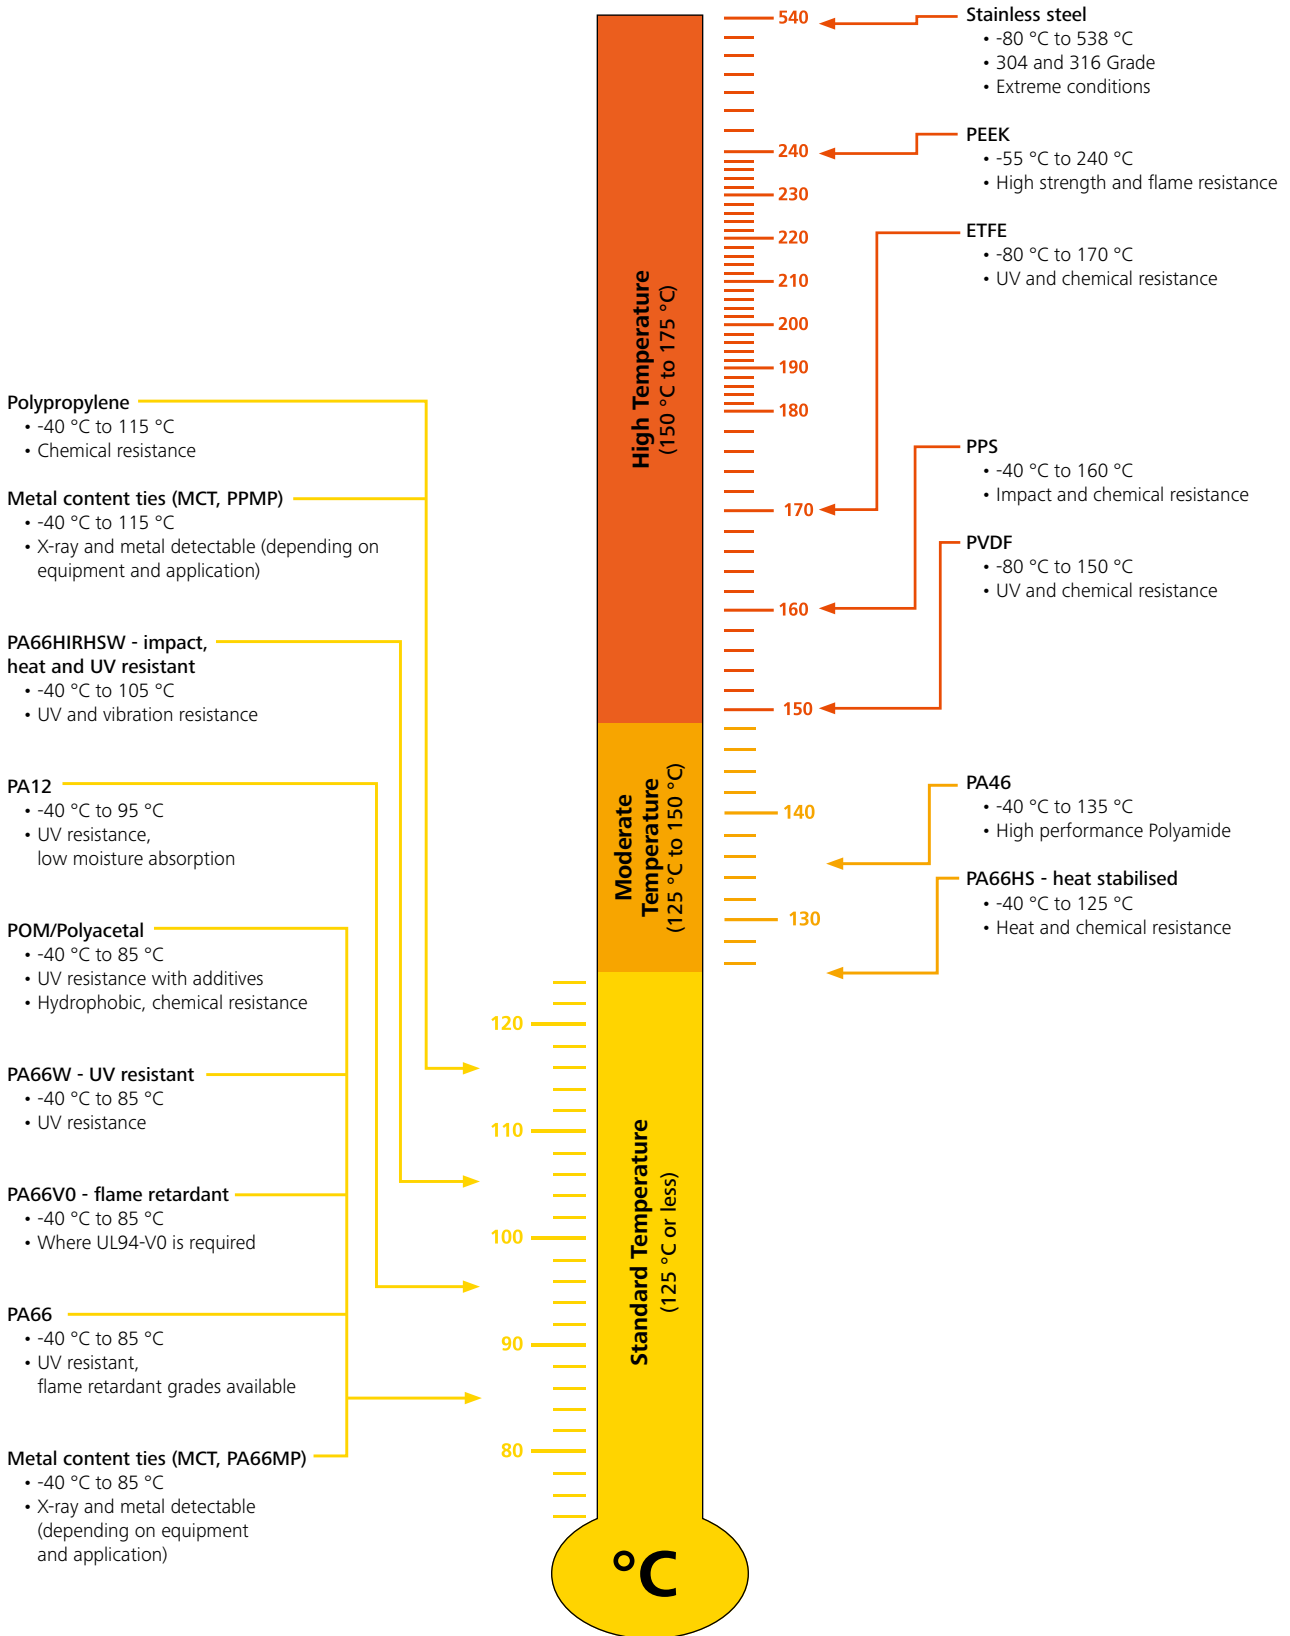 Polypropylene
• -40 °C to 115 °C
• Chemical resistance
Metal content ties (MCT, PPMP)
• -40 °C to 115 °C
• X-ray and metal detectable (depending on
equipment and application)
PA66HIRHSW - impact,
heat and UV resistant
• -40 °C to 105 °C
• UV and vibration resistance
PA12
• -40 °C to 95 °C
• UV resistance,
low moisture absorption
POM/Polyacetal
• -40 °C to 85 °C
• UV resistance with additives
• Hydrophobic, chemical resistance
PA66W - UV resistant
• -40 °C to 85 °C
• UV resistance
PA66V0 - flame retardant
• -40 °C to 85 °C
• Where UL94-V0 is required
PA66
• -40 °C to 85 °C
• UV resistant,
flame retardant grades available
Metal content ties (MCT, PA66MP)
• -40 °C to 85 °C
• X-ray and metal detectable
(depending on equipment
and application)
120
110
100
90
80
High Temperature
(150 °C to 175 °C)
Moderate
Temperature
(125 °C to 150 °C)
Standard Temperature
(125 °C or less)
°C
540
240
230
220
210
200
190
180
170
160
150
140
130
Stainless steel
• -80 °C to 538 °C
• 304 and 316 Grade
• Extreme conditions
PEEK
• -55 °C to 240 °C
• High strength and flame resistance
ETFE
• -80 °C to 170 °C
• UV and chemical resistance
PPS
• -40 °C to 160 °C
• Impact and chemical resistance
PVDF
• -80 °C to 150 °C
• UV and chemical resistance
PA46
• -40 °C to 135 °C
• High performance Polyamide
PA66HS - heat stabilised
• -40 °C to 125 °C
• Heat and chemical resistance